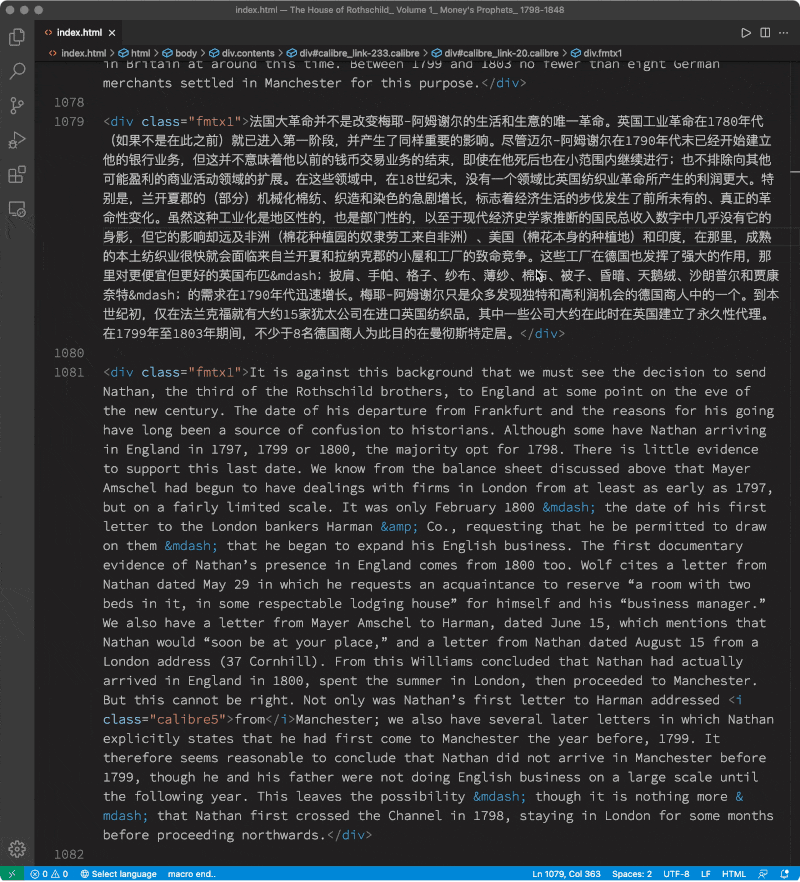 index.html — The House of Rothschild_ Volume 1_ Money's Prophets_ 1798-1848
index.html
index.html > html > body > div.contents > div#calibre_link-233.calibre > div#calibre_link-20.calibre > div.fmtx1
in Britain at around this time. Between 1799 and 1803 no fewer than eight German
merchants settled in Manchester for this purpose.</div>
1078
1079 <div class="fmtx1">法国大革命并不是改变梅耶-阿姆谢尔的生活和生意的唯一革命。英国工业革命在1780年代
（如果不是在此之前）就已进入第一阶段，并产生了同样重要的影响。尽管迈尔-阿姆谢尔在1790年代末已经开始建立
他的银行业务，但这并不意味着他以前的钱币交易业务的结束，即使在他死后也在小范围内继续进行；也不排除向其他
可能盈利的商业活动领域的扩展。在这些领域中，在18世纪末，没有一个领域比英国纺织业革命所产生的利润更大。特
别是，兰开夏郡的（部分）机械化棉纺、织造和染色的急剧增长，标志着经济生活的步伐发生了前所未有的、真正的革
命性变化。虽然这种工业化是地区性的，也是部门性的，以至于现代经济史学家推断的国民总收入数字中几乎没有它的
身影，但它的影响却远及非洲（棉花种植园的奴隶劳工来自非洲）、美国（棉花本身的种植地）和印度，在那里，成熟
的本土纺织业很快就会面临来自兰开夏和拉纳克郡的小屋和工厂的致命竞争。这些工厂在德国也发挥了强大的作用，那
里对更便宜但更好的英国布匹&mdash；披肩、手帕、格子、纱布、薄纱、棉布、被子、昏暗、天鹅绒、沙朗普尔和贾康
奈特&mdash；的需求在1790年代迅速增长。梅耶-阿姆谢尔只是众多发现独特和高利润机会的德国商人中的一个。到本
世纪初，仅在法兰克福就有大约15家犹太公司在进口英国纺织品，其中一些公司大约在此时在英国建立了永久性代理。
在1799年至1803年期间，不少于8名德国商人为此目的在曼彻斯特定居。</div>
1080
1081 <div class="fmtx1">It is against this background that we must see the decision to send
Nathan, the third of the Rothschild brothers, to England at some point on the eve of
the new century. The date of his departure from Frankfurt and the reasons for his going
have long been a source of confusion to historians. Although some have Nathan arriving
in England in 1797, 1799 or 1800, the majority opt for 1798. There is little evidence
to support this last date. We know from the balance sheet discussed above that Mayer
Amschel had begun to have dealings with firms in London from at least as early as 1797,
but on a fairly limited scale. It was only February 1800 &mdash; the date of his first
letter to the London bankers Harman &amp; Co., requesting that he be permitted to draw
on them &mdash; that he began to expand his English business. The first documentary
evidence of Nathan’s presence in England comes from 1800 too. Wolf cites a letter from
Nathan dated May 29 in which he requests an acquaintance to reserve “a room with two
beds in it, in some respectable lodging house” for himself and his “business manager.”
We also have a letter from Mayer Amschel to Harman, dated June 15, which mentions that
Nathan would “soon be at your place,” and a letter from Nathan dated August 15 from a
London address (37 Cornhill). From this Williams concluded that Nathan had actually
arrived in England in 1800, spent the summer in London, then proceeded to Manchester.
But this cannot be right. Not only was Nathan’s first letter to Harman addressed <i
class="calibre5">from</i>Manchester; we also have several later letters in which Nathan
explicitly states that he had first come to Manchester the year before, 1799. It
therefore seems reasonable to conclude that Nathan did not arrive in Manchester before
1799, though he and his father were not doing English business on a large scale until
the following year. This leaves the possibility &mdash; though it is nothing more &
mdash; that Nathan first crossed the Channel in 1798, staying in London for some months
before proceeding northwards.</div>
1082
0 0 Select language macro end.. Ln 1079, Col 363 Spaces: 2 UTF-8 LF HTML